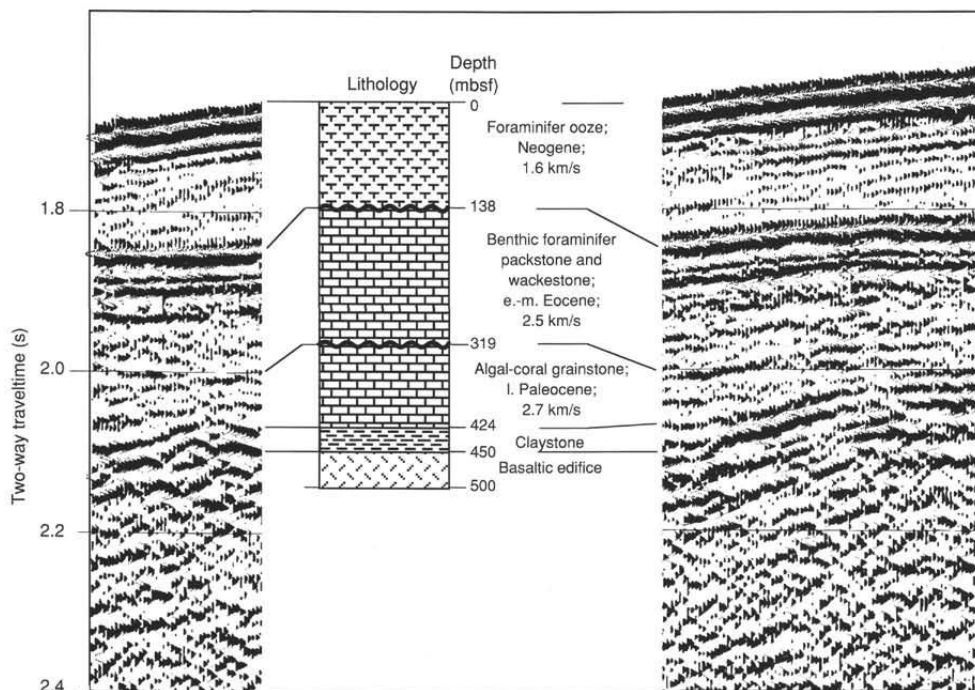 Lithology
Depth
(mbsf)
0
Foraminifer ooze;
Neogene;
1.6 km/s
138
Benthic foraminifer
packstone and
wackestone;
e.-m. Eocene;
2.5 km/s
319
Algal-coral grainstone;
l. Paleocene;
2.7 km/s
424
Claystone
450
Basaltic edifice
500
Two-way traveltime (s)
1.8
2.0
2.2
2.4